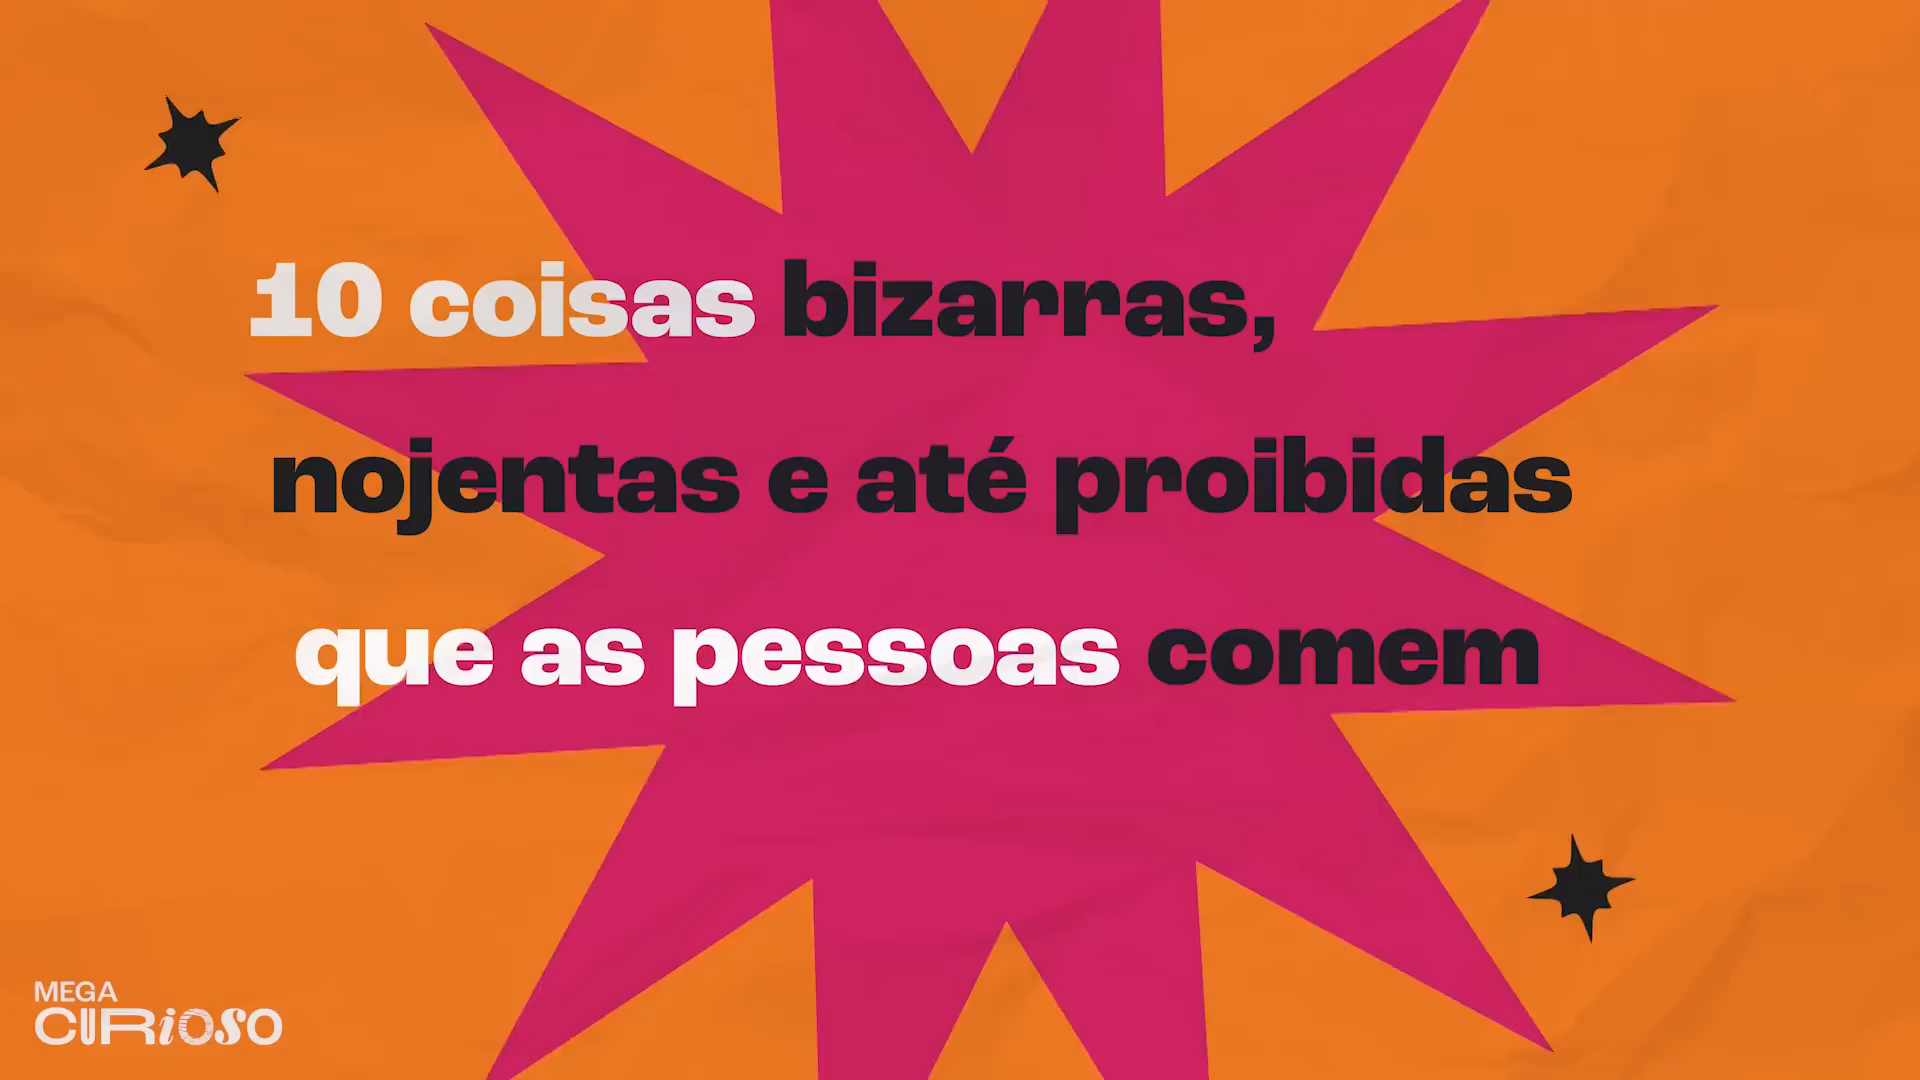 10 coisas bizarras,
nojentas e até proibidas
que as pessoas comem
MEGA
CURIOSO